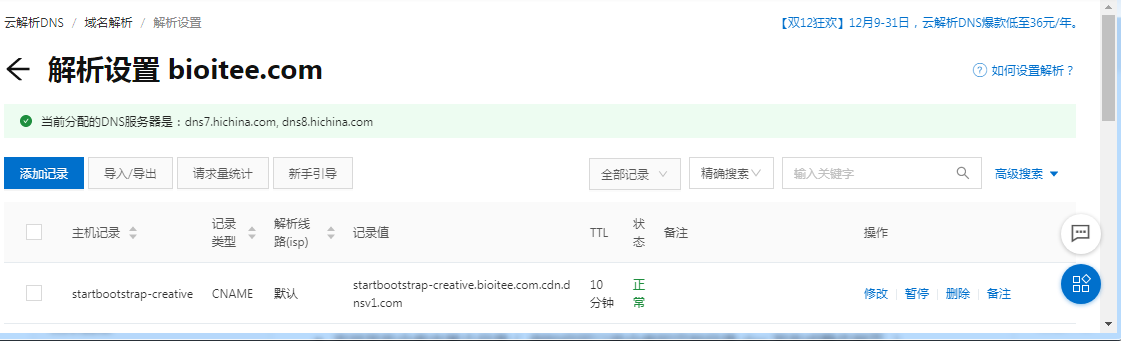 云解析DNS / 域名解析 / 解析设置
【双12狂欢】12月9-31日，云解析DNS爆款低至36元/年。
解析设置 bioitee.com
如何设置解析？
当前分配的DNS服务器是：dns7.hichina.com, dns8.hichina.com
添加记录 导入/导出 请求量统计 新手引导 全部记录 精确搜索 输入关键字 高级搜索
主机记录 记录类型 解析线路(isp) 记录值 TTL 状态 备注 操作
startbootstrap-creative CNAME 默认 startbootstrap-creative.bioitee.com.cdn.dnsv1.com 10分钟 正常 修改 暂停 删除 备注